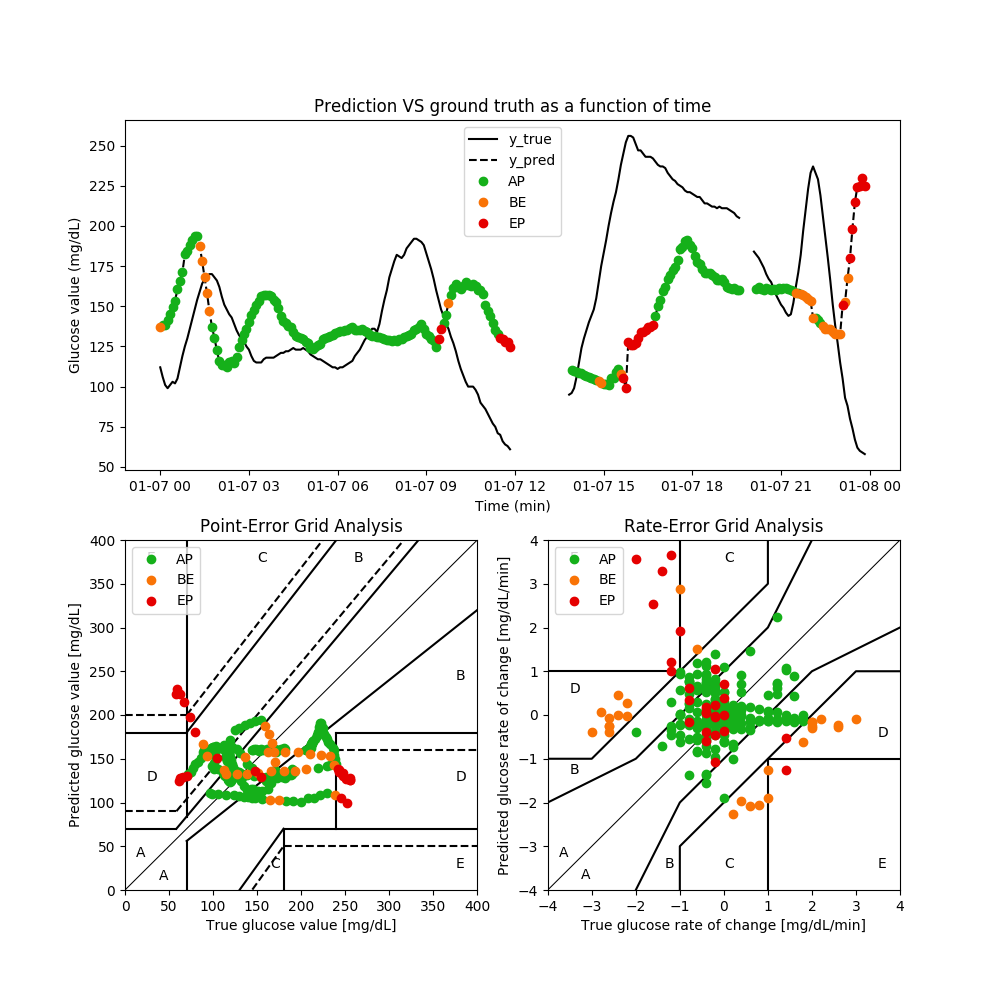 Prediction VS ground truth as a function of time
Glucose value (mg/dL)
250
225
200
175
150
125
100
75
50
y_true
y_pred
AP
BE
EP
01-07 00 01-07 03 01-07 06 01-07 09 01-07 12 01-07 15 01-07 18 01-07 21 01-08 00
Time (min)
Point-Error Grid Analysis
Predicted glucose value [mg/dL]
400
350
300
250
200
150
100
50
0
AP
BE
EP
C
B
B
D
D
A
A
C
E
0 50 100 150 200 250 300 350 400
True glucose value [mg/dL]
Rate-Error Grid Analysis
Predicted glucose rate of change [mg/dL/min]
4
3
2
1
0
−1
−2
−3
−4
AP
BE
EP
C
D
D
B
A
A
B
C
E
−4 −3 −2 −1 0 1 2 3 4
True glucose rate of change [mg/dL/min]